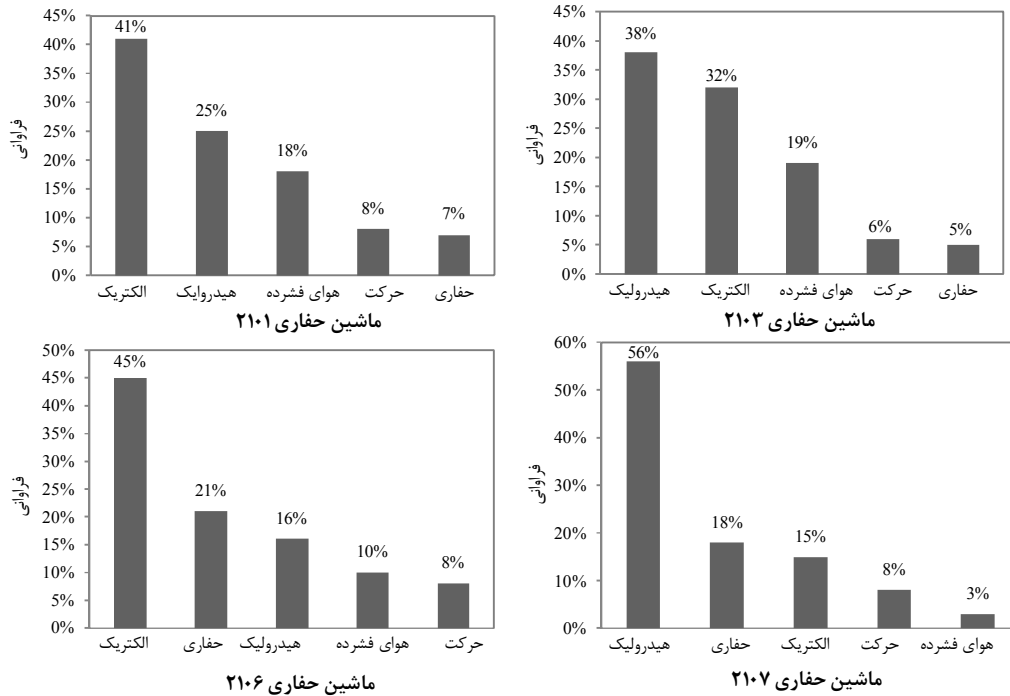 45%
40%
35%
30%
25%
20%
15%
10%
5%
0%
فراوانی
41%
25%
18%
8%
7%
الکتریک
هیدروایک
هوای فشرده
حرکت
حفاری
ماشین حفاری ۲۱۰۱
45%
40%
35%
30%
25%
20%
15%
10%
5%
0%
فراوانی
38%
32%
19%
6%
5%
هیدرولیک
الکتریک
هوای فشرده
حرکت
حفاری
ماشین حفاری ۲۱۰۳
50%
45%
40%
35%
30%
25%
20%
15%
10%
5%
0%
فراوانی
45%
21%
16%
10%
8%
الکتریک
حفاری
هیدرولیک
هوای فشرده
حرکت
ماشین حفاری ۲۱۰۶
60%
50%
40%
30%
20%
10%
0%
فراوانی
56%
18%
15%
8%
3%
هیدرولیک
حفاری
الکتریک
حرکت
هوای فشرده
ماشین حفاری ۲۱۰۷